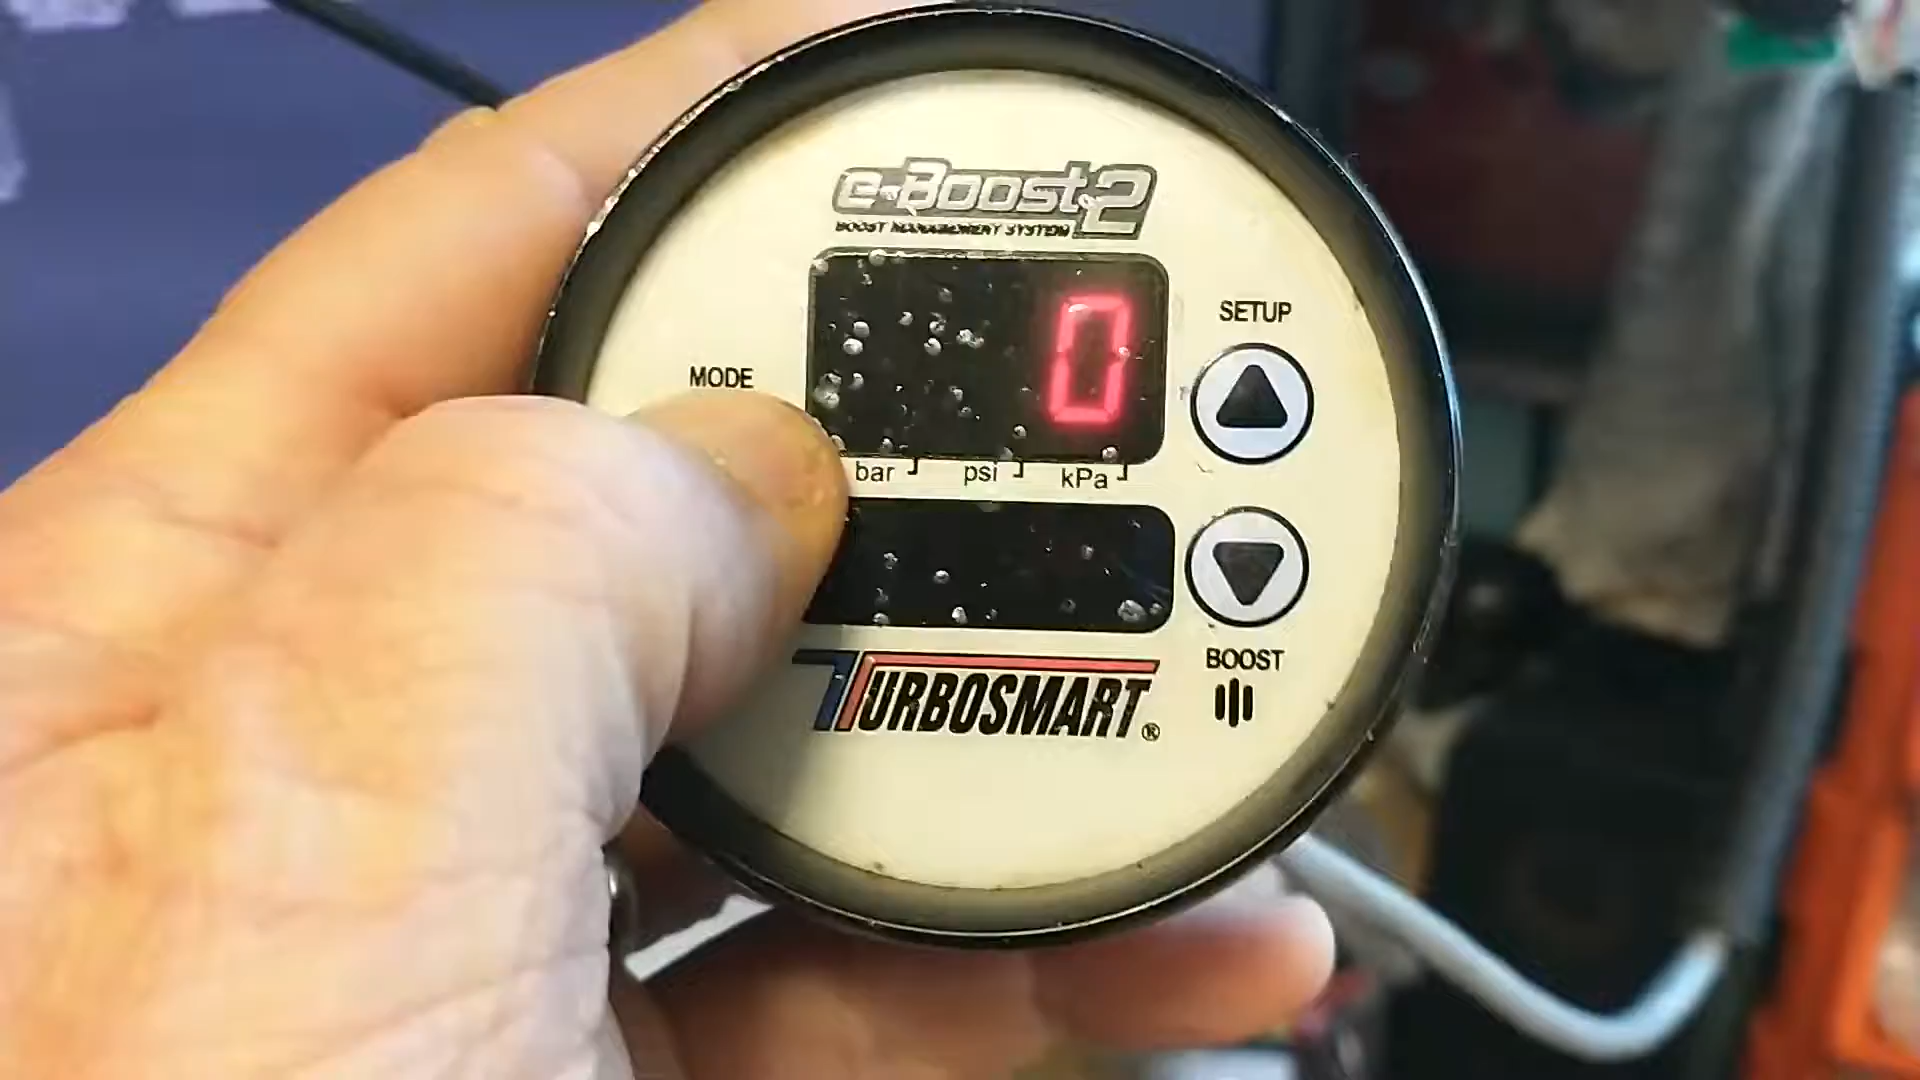 e-Boost2
BOOST MANAGEMENT SYSTEM
0
SETUP
MODE
bar psi kPa
TURBOSMART®
BOOST